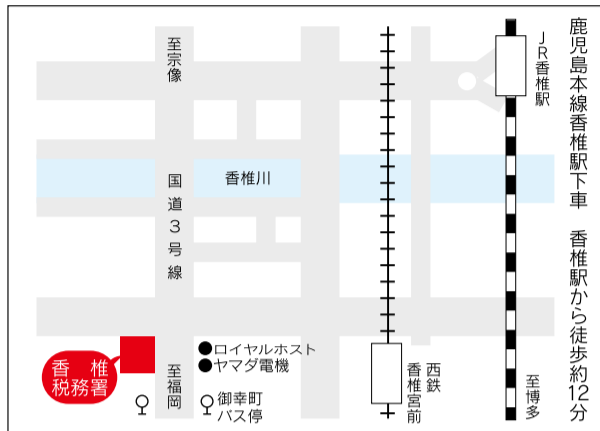 鹿児島本線香椎駅下車　香椎駅から徒歩約12分
JR香椎駅
至博多
西鉄
香椎宮前
至宗像
国道3号線
至福岡
香椎川
●ロイヤルホスト
●ヤマダ電機
御幸町
バス停
香椎
税務署